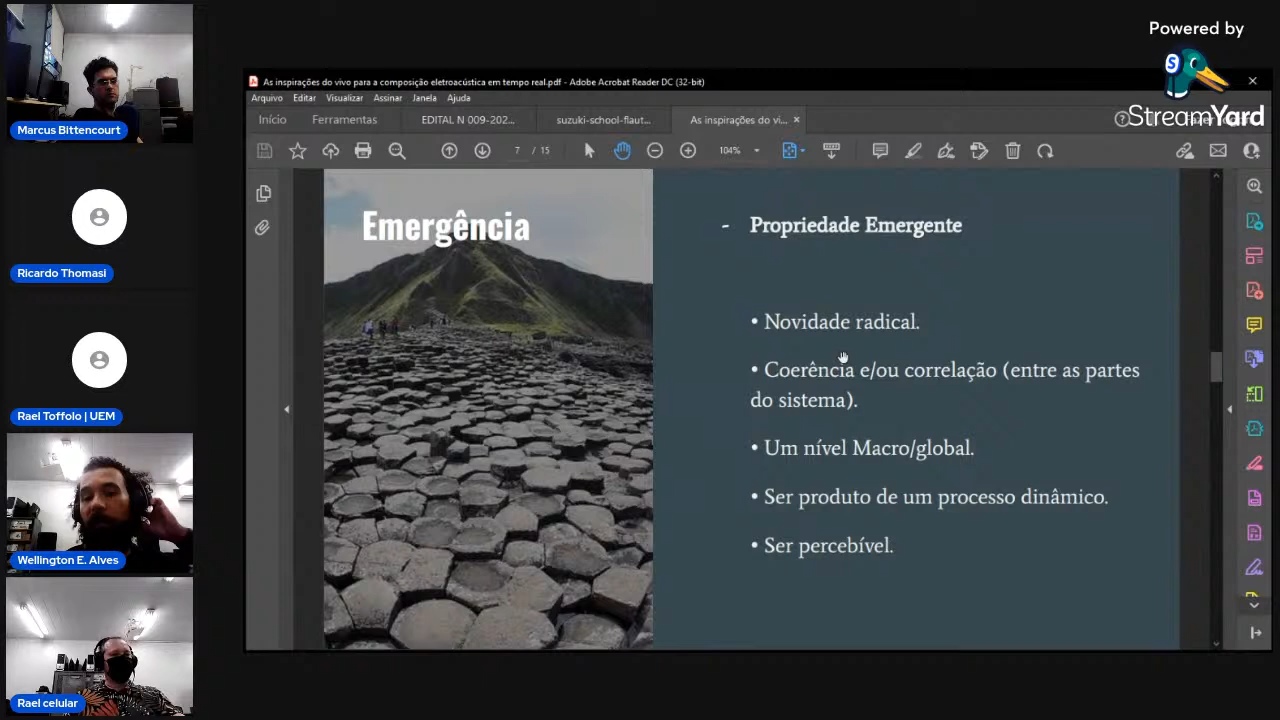 Powered by
StreamYard
As inspirações do vivo para a composição eletroacústica em tempo real.pdf - Adobe Acrobat Reader DC (32-bit)
Arquivo Editar Visualizar Assinar Janela Ajuda
Início Ferramentas EDITAL N 009-202... suzuki-school-flaut... As inspirações do vi... ×
7 / 15 104%
Emergência
- Propriedade Emergente
• Novidade radical.
• Coerência e/ou correlação (entre as partes
do sistema).
• Um nível Macro/global.
• Ser produto de um processo dinâmico.
• Ser percebível.
Marcus Bittencourt
Ricardo Thomasi
Rael Toffolo | UEM
Wellington E. Alves
Rael celular